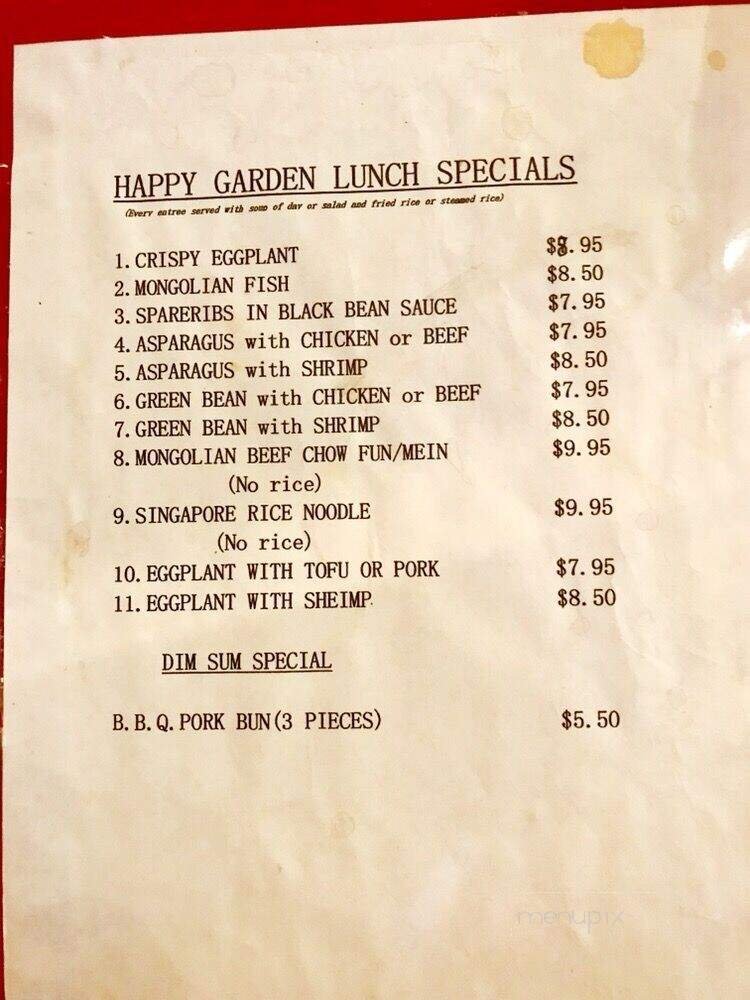 HAPPY GARDEN LUNCH SPECIALS
(Every entree served with soup of day or salad and fried rice or steamed rice)
1. CRISPY EGGPLANT $8.95
2. MONGOLIAN FISH $8.50
3. SPARERIBS IN BLACK BEAN SAUCE $7.95
4. ASPARAGUS with CHICKEN or BEEF $7.95
5. ASPARAGUS with SHRIMP $8.50
6. GREEN BEAN with CHICKEN or BEEF $7.95
7. GREEN BEAN with SHRIMP $8.50
8. MONGOLIAN BEEF CHOW FUN/MEIN $9.95
(No rice)
9. SINGAPORE RICE NOODLE $9.95
(No rice)
10. EGGPLANT WITH TOFU OR PORK $7.95
11. EGGPLANT WITH SHEIMP $8.50
DIM SUM SPECIAL
B.B.Q. PORK BUN (3 PIECES) $5.50
menupix